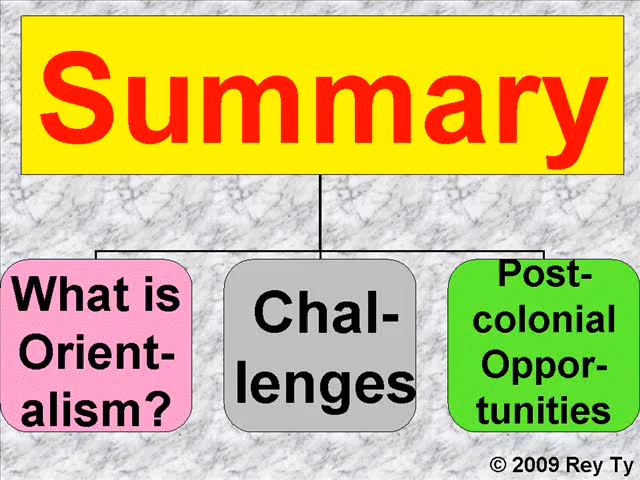 Summary
What is
Orient-
alism?
Chal-
lenges
Post-
colonial
Oppor-
tunities
© 2009 Rey Ty